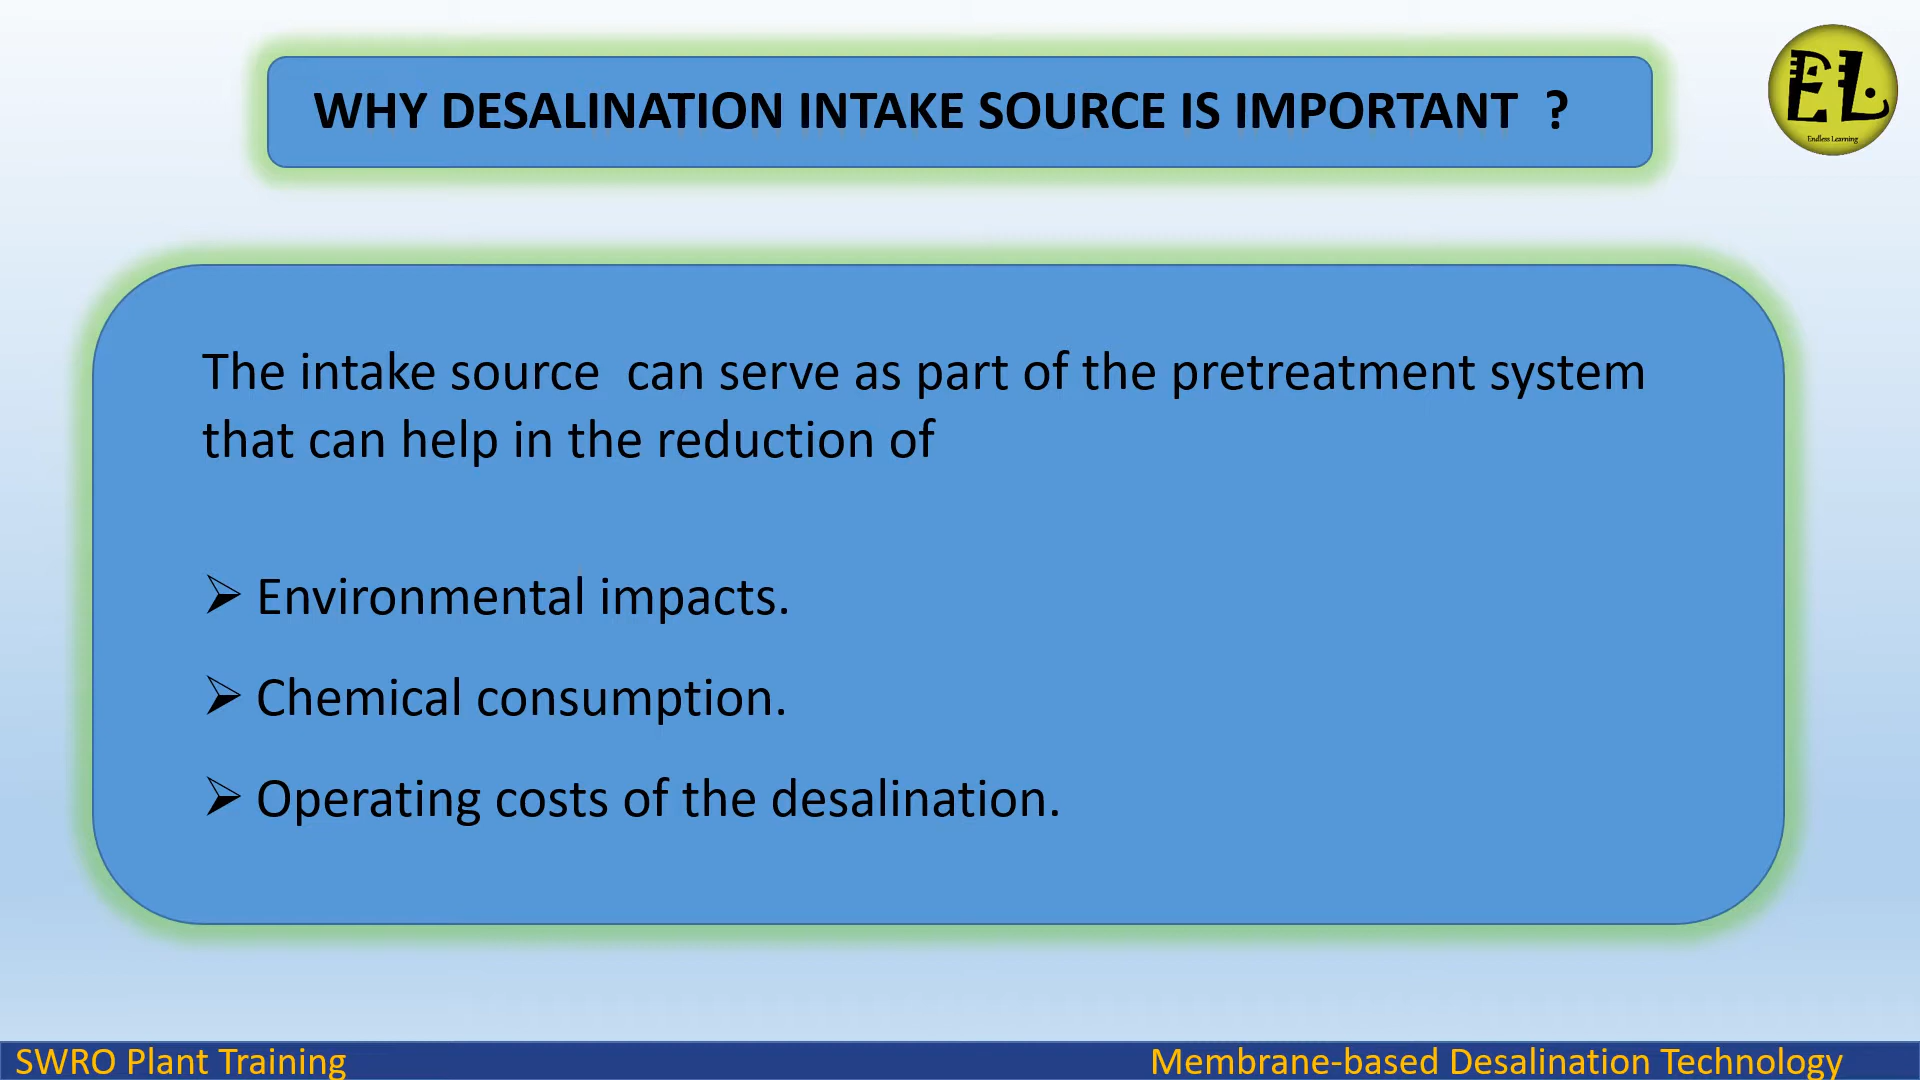 WHY DESALINATION INTAKE SOURCE IS IMPORTANT ?
EL
Endless Learning
The intake source can serve as part of the pretreatment system
that can help in the reduction of
➢ Environmental impacts.
➢ Chemical consumption.
➢ Operating costs of the desalination.
SWRO Plant Training
Membrane-based Desalination Technology